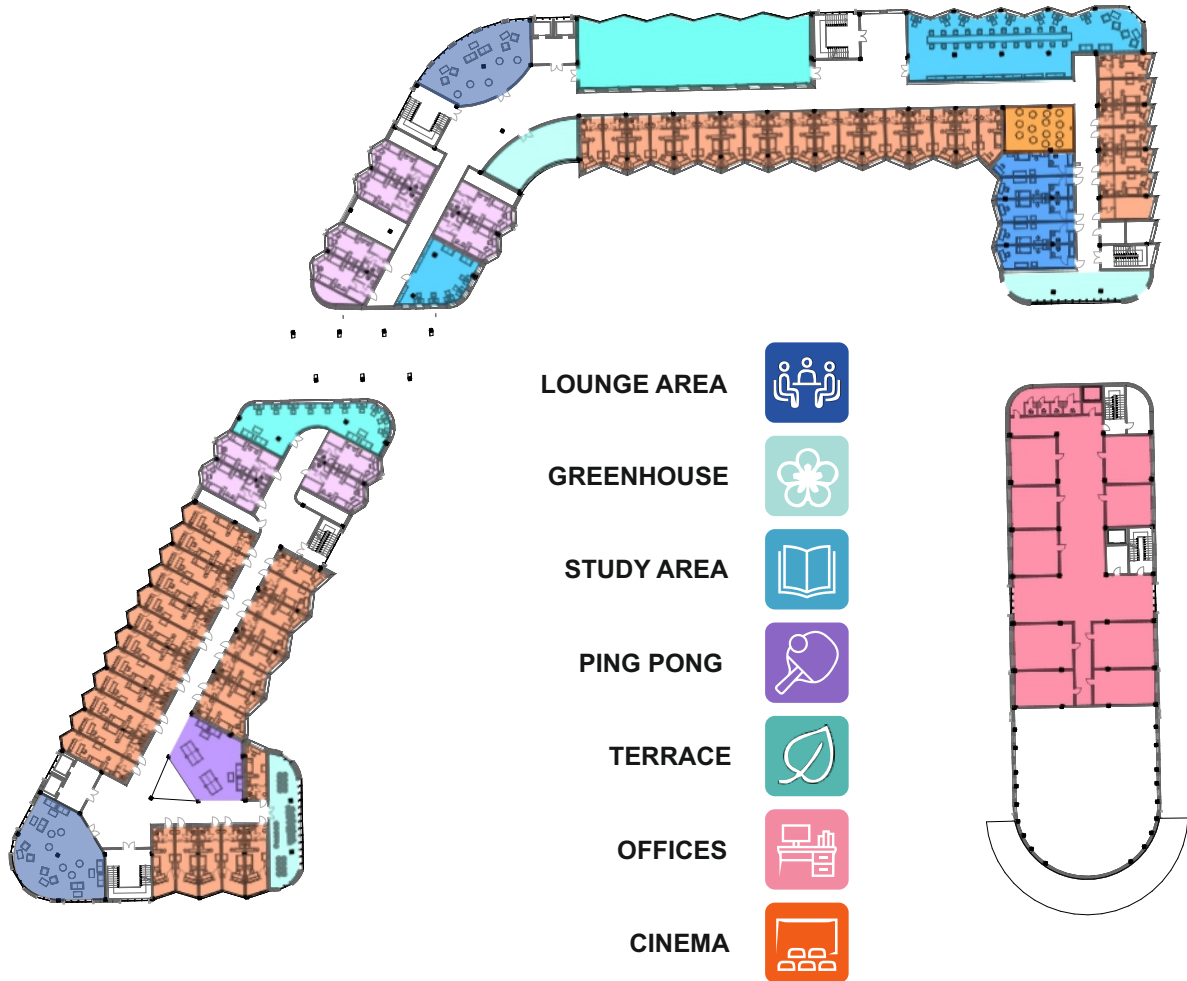 LOUNGE AREA
GREENHOUSE
STUDY AREA
PING PONG
TERRACE
OFFICES
CINEMA